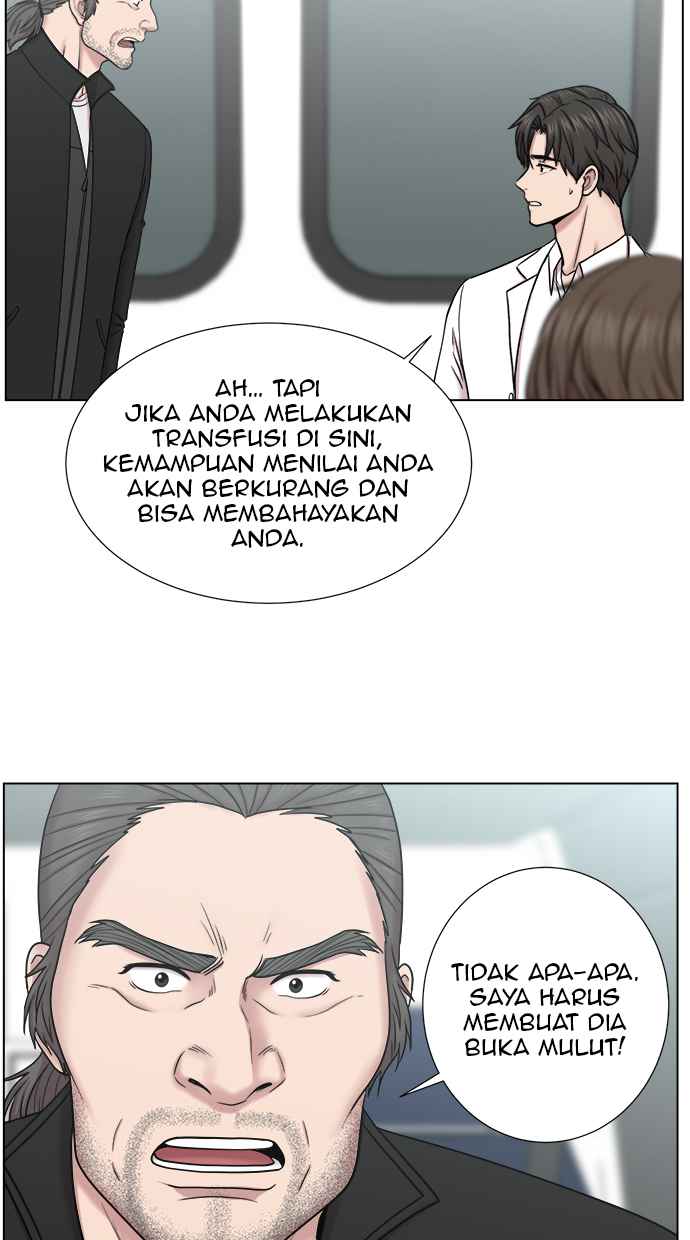 AH... TAPI
JIKA ANDA MELAKUKAN
TRANSFUSI DI SINI,
KEMAMPUAN MENILAI ANDA
AKAN BERKURANG DAN
BISA MEMBAHAYAKAN
ANDA.
TIDAK APA-APA.
SAYA HARUS
MEMBUAT DIA
BUKA MULUT!